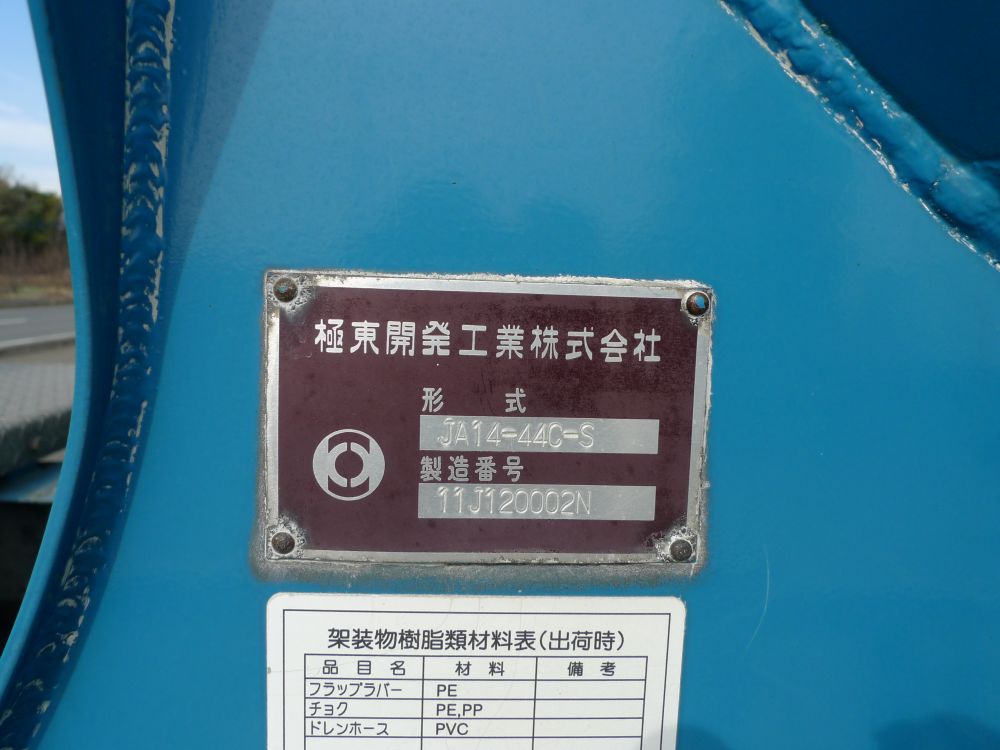 極東開発工業株式会社
形 式
JA14-44C-S
製造番号
11J120002N
架装物樹脂類材料表(出荷時)
品目名 材料 備考
フラップラバー PE
チョク PE,PP
ドレンホース PVC